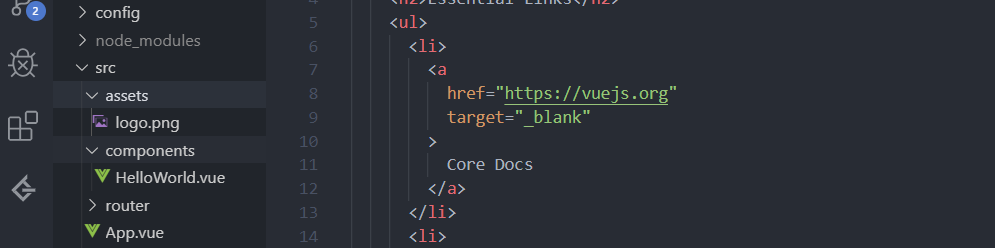 2
config
node_modules
src
assets
logo.png
components
HelloWorld.vue
router
App.vue
4 <h2>Essential Links</h2>
5 <ul>
6 <li>
7 <a
8 href="https://vuejs.org"
9 target="_blank"
10 >
11 Core Docs
12 </a>
13 </li>
14 <li>